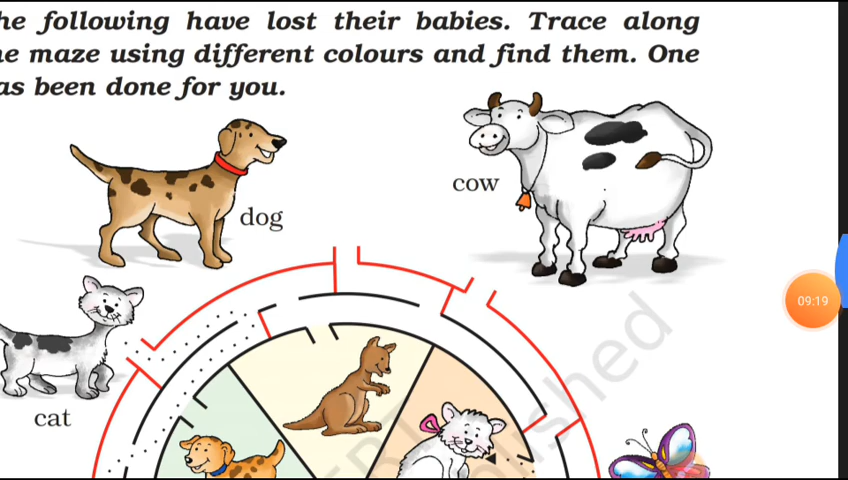 he following have lost their babies. Trace along
e maze using different colours and find them. One
as been done for you.
cow
dog
09:19
cat